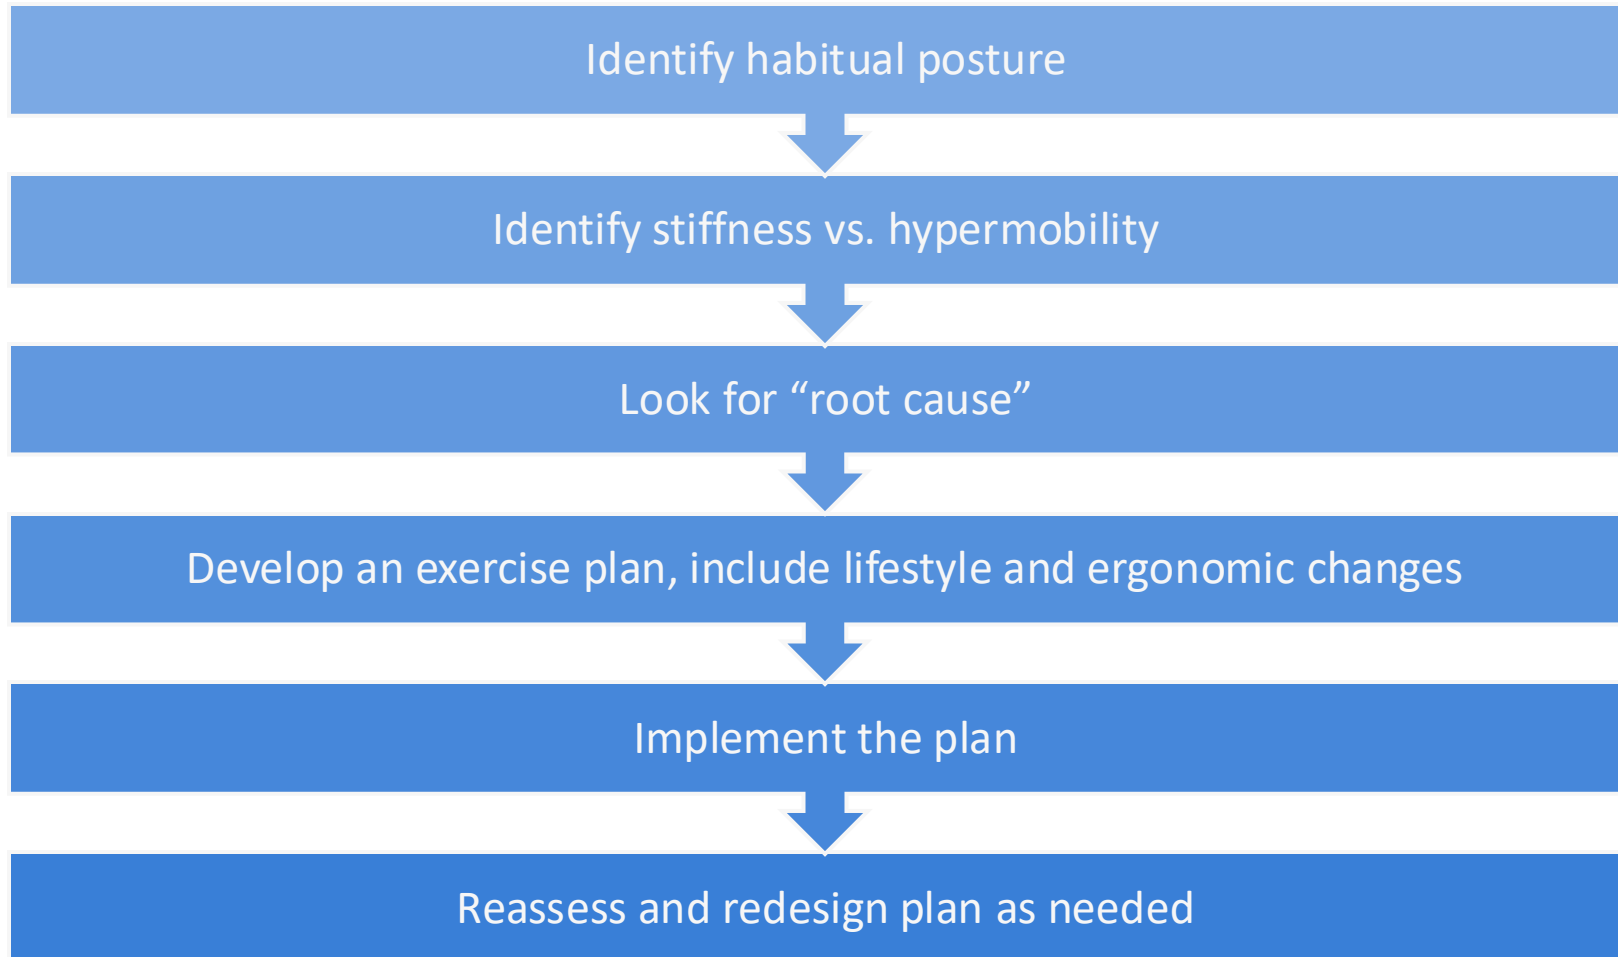 Identify habitual posture
Identify stiffness vs. hypermobility
Look for “root cause”
Develop an exercise plan, include lifestyle and ergonomic changes
Implement the plan
Reassess and redesign plan as needed